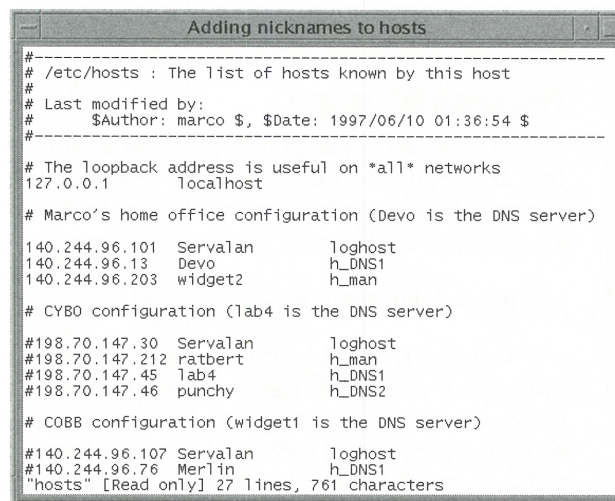 Adding nicknames to hosts
#------------------------------------------------------------
# /etc/hosts : The list of hosts known by this host
#
# Last modified by:
#       $Author: marco $, $Date: 1997/06/10 01:36:54 $
#------------------------------------------------------------
# The loopback address is useful on *all* networks
127.0.0.1       localhost
# Marco's home office configuration (Devo is the DNS server)
140.244.96.101  Servalan        loghost
140.244.96.13   Devo            h_DNS1
140.244.96.203  widget2         h_man
# CYBO configuration (lab4 is the DNS server)
#198.70.147.30  Servalan        loghost
#198.70.147.212 ratbert         h_man
#198.70.147.45  lab4            h_DNS1
#198.70.147.46  punchy          h_DNS2
# COBB configuration (widget1 is the DNS server)
#140.244.96.107 Servalan        loghost
#140.244.96.76  Merlin          h_DNS1
"hosts" [Read only] 27 lines, 761 characters